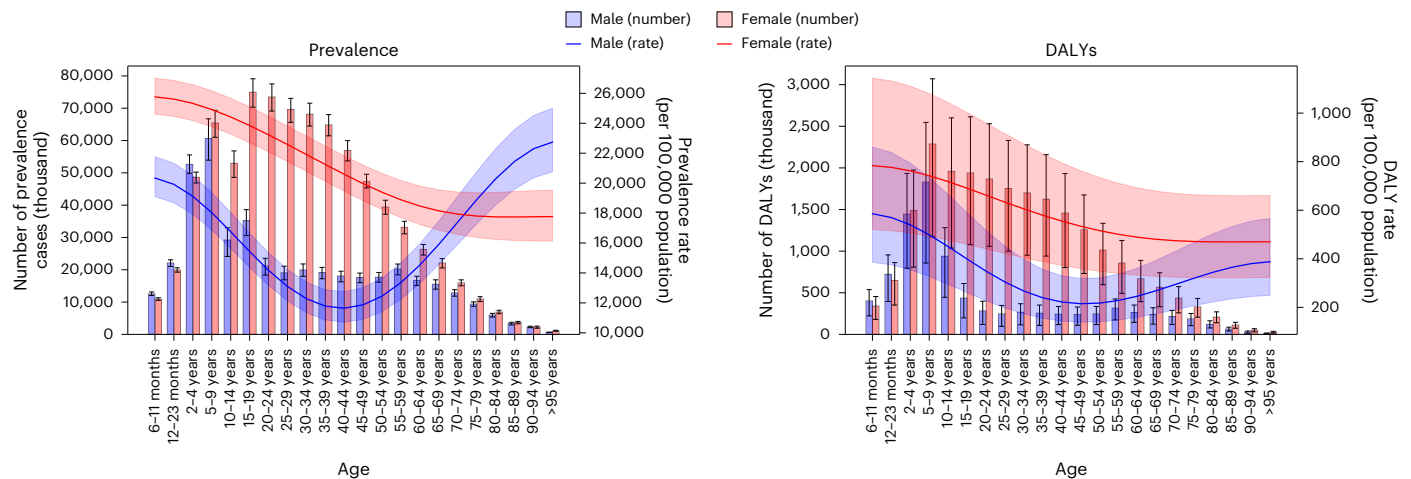 Male (number)
Female (number)
Male (rate)
Female (rate)
Prevalence
Number of prevalence
cases (thousand)
80,000
70,000
60,000
50,000
40,000
30,000
20,000
10,000
0
26,000
24,000
22,000
20,000
18,000
16,000
14,000
12,000
10,000
Prevalence rate
(per 100,000 population)
6–11 months
12–23 months
2–4 years
5–9 years
10–14 years
15–19 years
20–24 years
25–29 years
30–34 years
35–39 years
40–44 years
45–49 years
50–54 years
55–59 years
60–64 years
65–69 years
70–74 years
75–79 years
80–84 years
85–89 years
90–94 years
>95 years
Age
DALYs
Number of DALYs (thousand)
3,000
2,500
2,000
1,500
1,000
500
0
1,000
800
600
400
200
DALY rate
(per 100,000 population)
6–11 months
12–23 months
2–4 years
5–9 years
10–14 years
15–19 years
20–24 years
25–29 years
30–34 years
35–39 years
40–44 years
45–49 years
50–54 years
55–59 years
60–64 years
65–69 years
70–74 years
75–79 years
80–84 years
85–89 years
90–94 years
>95 years
Age